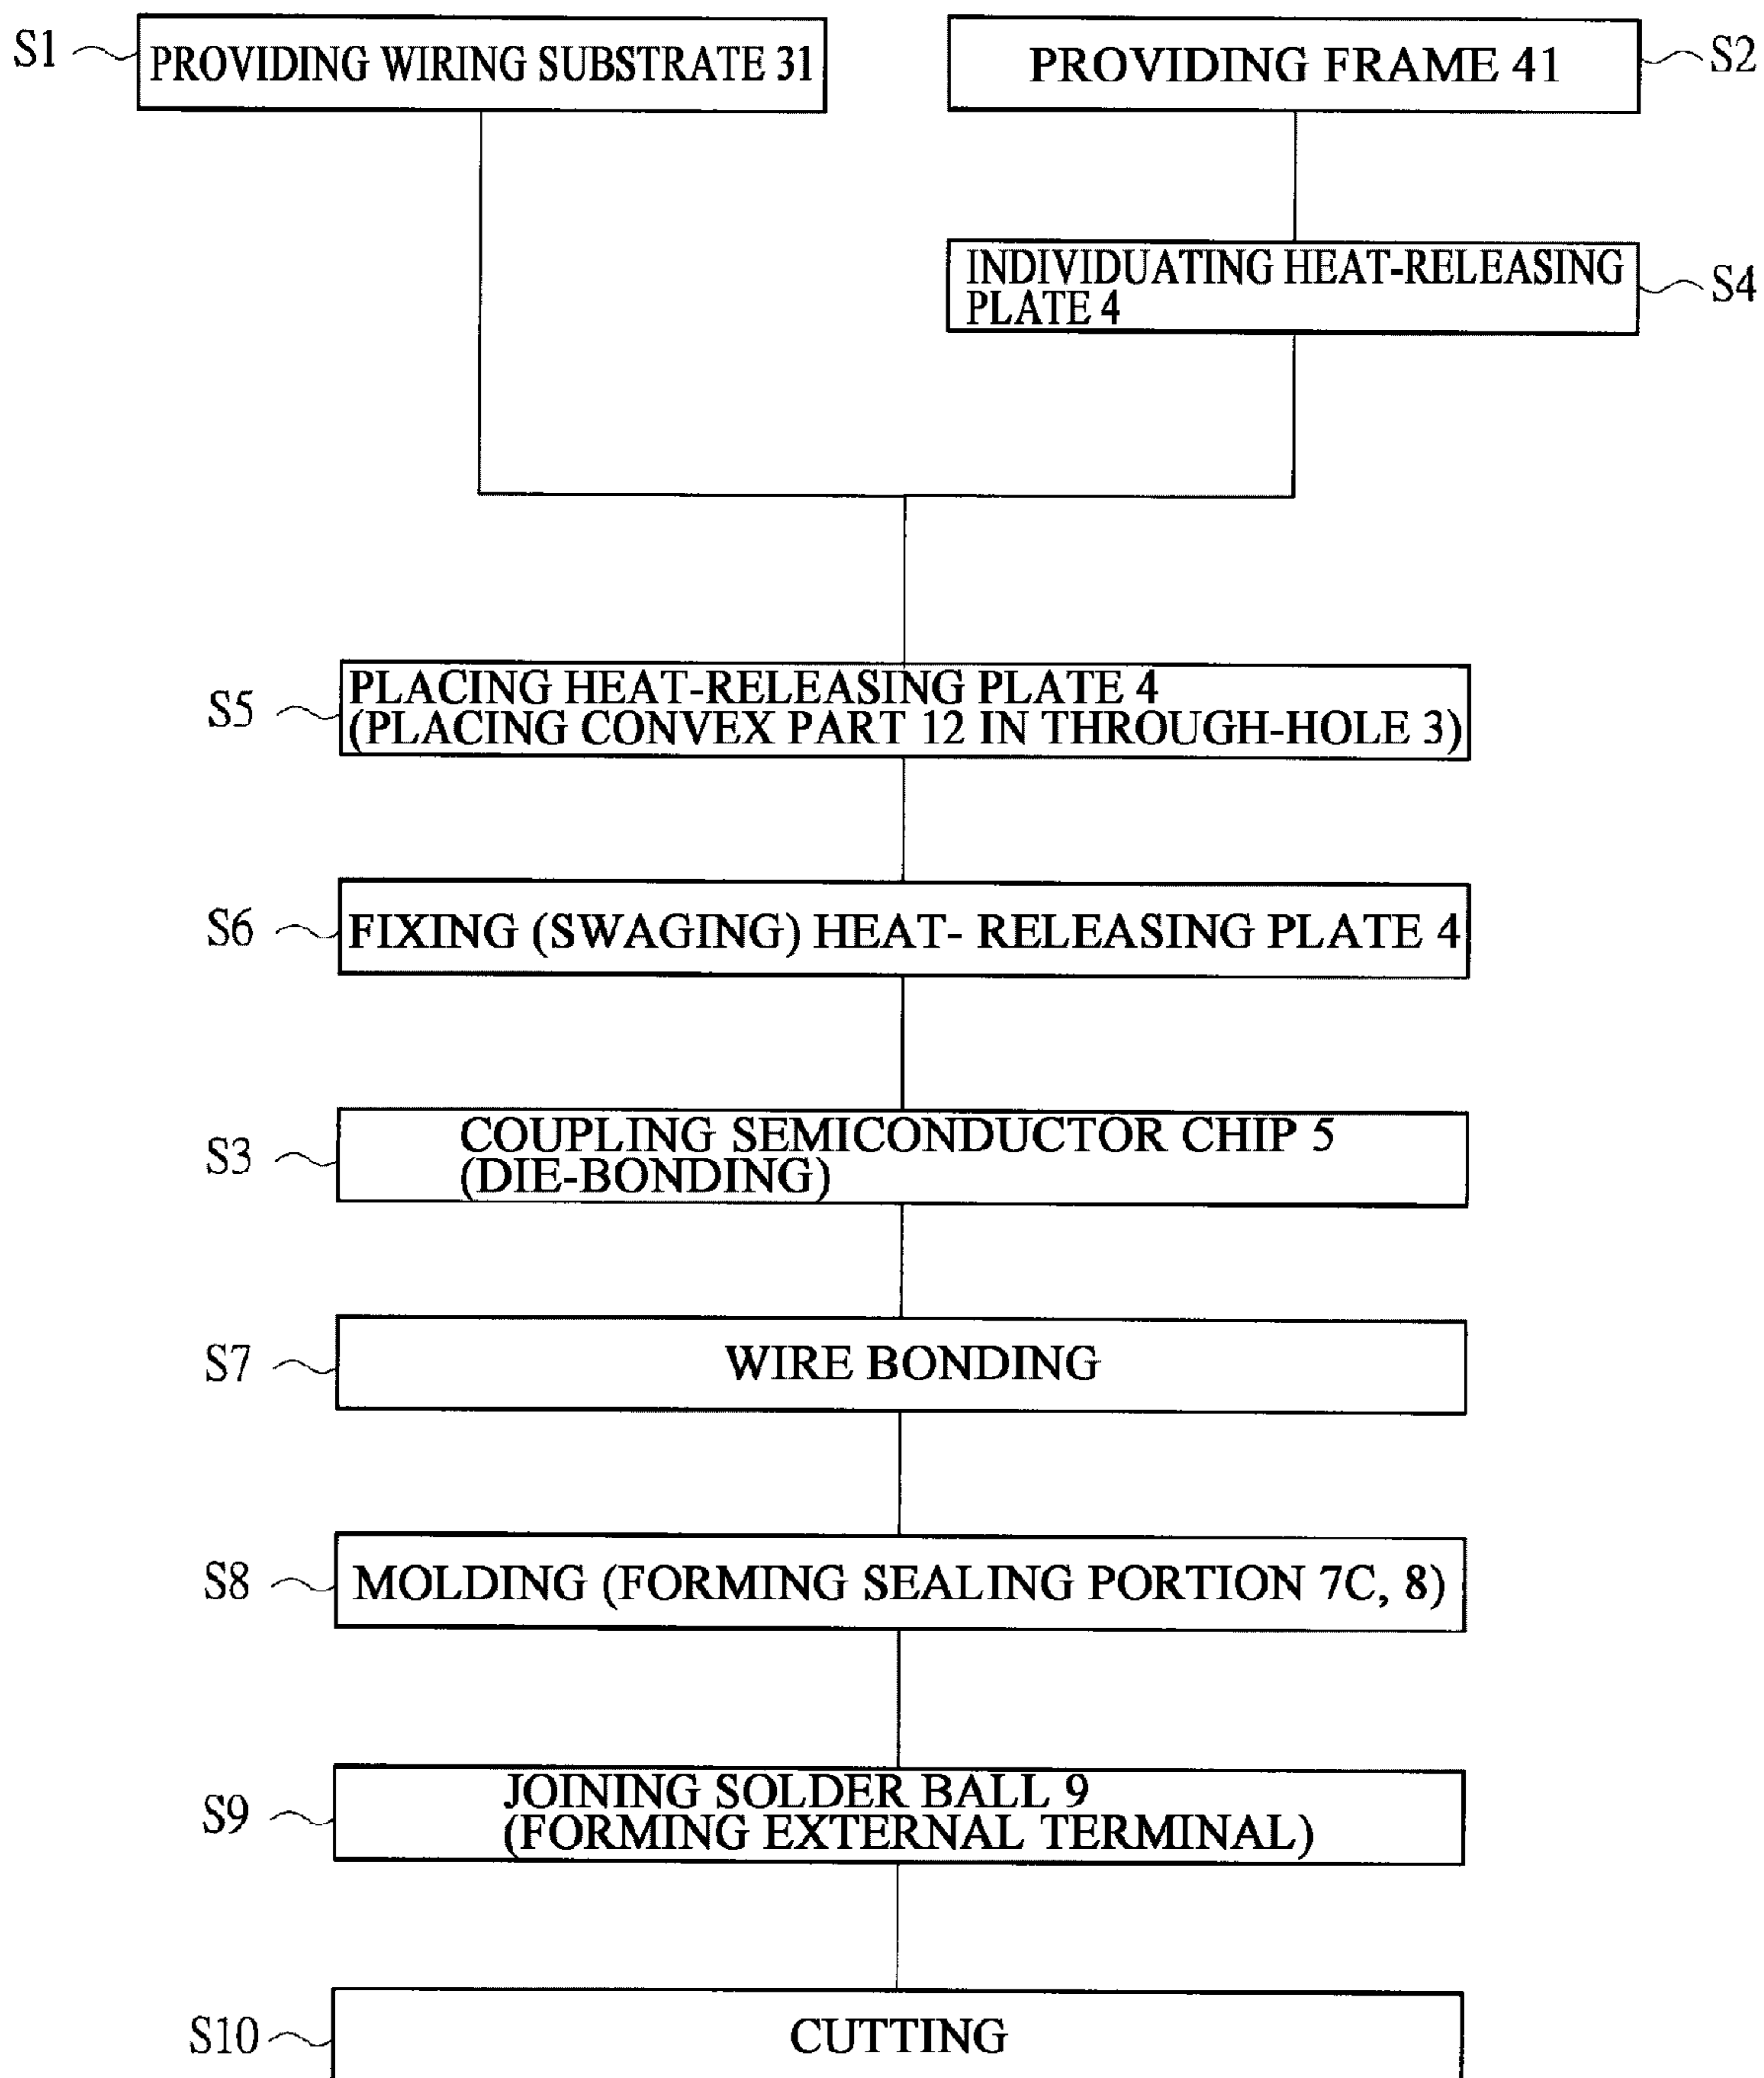 S1
PROVIDING WIRING SUBSTRATE 31
PROVIDING FRAME 41
S2
INDIVIDUATING HEAT-RELEASING
PLATE 4
S4
S5
PLACING HEAT-RELEASING PLATE 4
(PLACING CONVEX PART 12 IN THROUGH-HOLE 3)
S6
FIXING (SWAGING) HEAT- RELEASING PLATE 4
S3
COUPLING SEMICONDUCTOR CHIP 5
(DIE-BONDING)
S7
WIRE BONDING
S8
MOLDING (FORMING SEALING PORTION 7C, 8)
S9
JOINING SOLDER BALL 9
(FORMING EXTERNAL TERMINAL)
S10
CUTTING